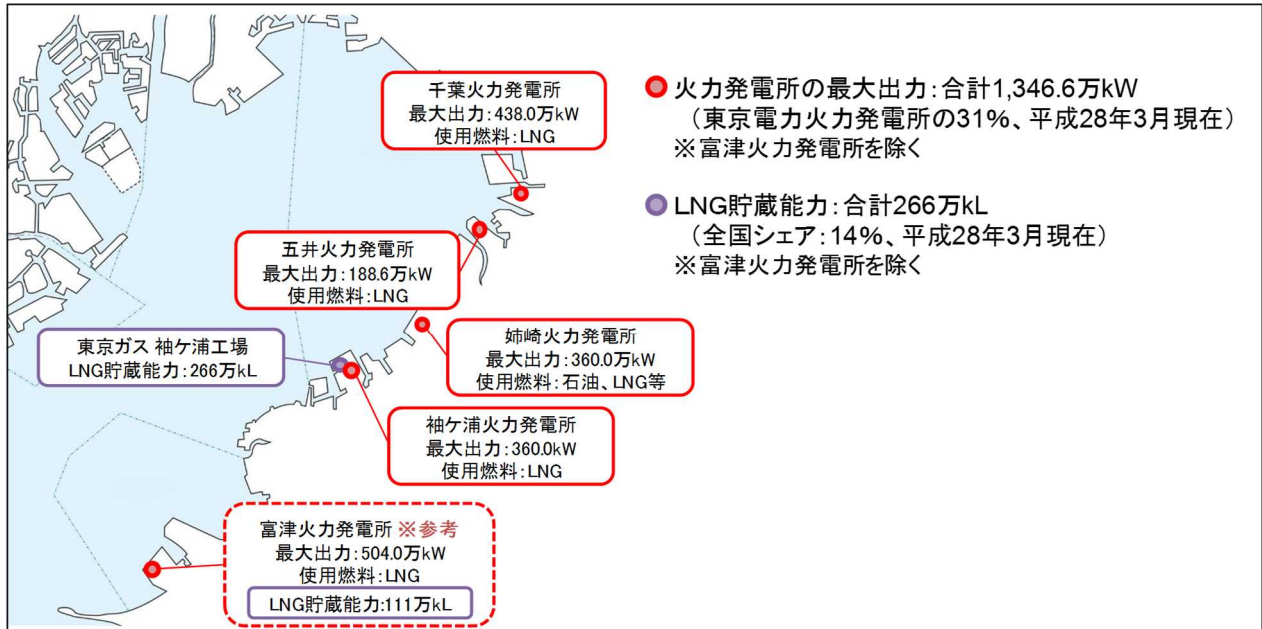 千葉火力発電所
最大出力:438.0万kW
使用燃料:LNG
五井火力発電所
最大出力:188.6万kW
使用燃料:LNG
東京ガス 袖ケ浦工場
LNG貯蔵能力:266万kL
姉崎火力発電所
最大出力:360.0万kW
使用燃料:石油、LNG等
袖ケ浦火力発電所
最大出力:360.0kW
使用燃料:LNG
富津火力発電所 ※参考
最大出力:504.0万kW
使用燃料:LNG
LNG貯蔵能力:111万kL
火力発電所の最大出力:合計1,346.6万kW
(東京電力火力発電所の31%、平成28年3月現在)
※富津火力発電所を除く
LNG貯蔵能力:合計266万kL
(全国シェア:14%、平成28年3月現在)
※富津火力発電所を除く